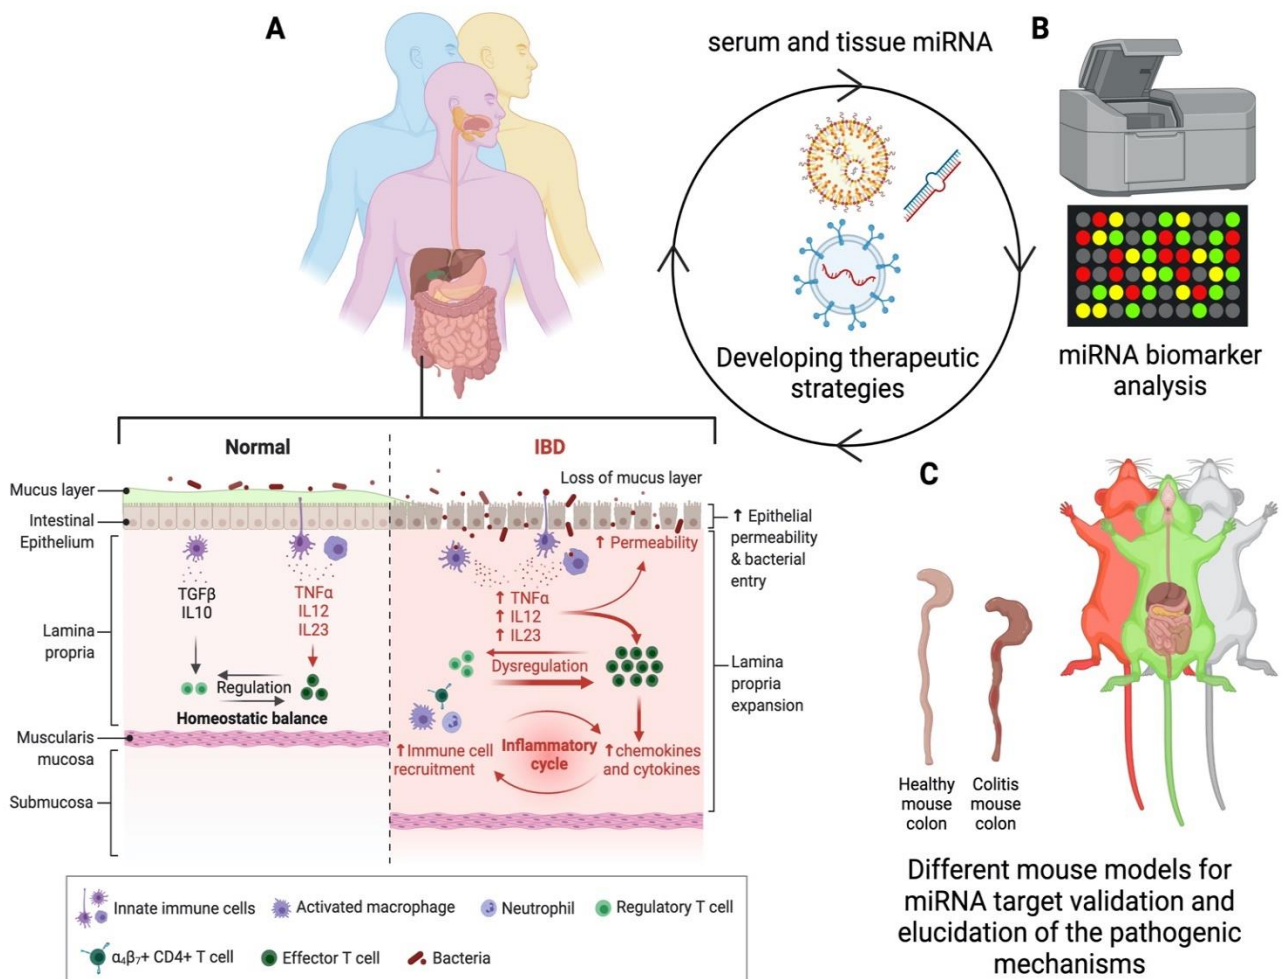 A
serum and tissue miRNA
B
Developing therapeutic
strategies
miRNA biomarker
analysis
Normal
IBD
Mucus layer
Loss of mucus layer
Intestinal
Epithelium
↑ Epithelial
permeability
& bacterial
entry
↑ Permeability
TGFβ
IL10
TNFα
IL12
IL23
↑ TNFα
↑ IL12
↑ IL23
Lamina
propria
Regulation
Homeostatic balance
Dysregulation
Lamina
propria
expansion
Muscularis
mucosa
↑Immune cell
recruitment
Inflammatory
cycle
↑chemokines
and cytokines
Submucosa
C
Healthy
mouse
colon
Colitis
mouse
colon
Different mouse models for
miRNA target validation and
elucidation of the pathogenic
mechanisms
Innate immune cells
Activated macrophage
Neutrophil
Regulatory T cell
α₄β₇+ CD4+ T cell
Effector T cell
Bacteria